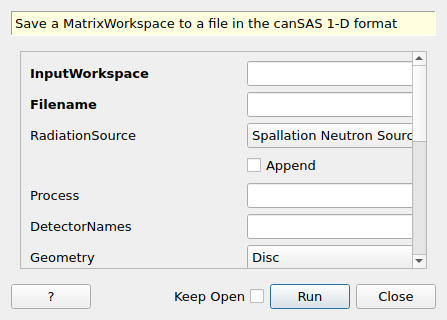 Save a MatrixWorkspace to a file in the canSAS 1-D format
InputWorkspace
Filename
RadiationSource
Spallation Neutron Sourc
Append
Process
DetectorNames
Geometry
Disc
?
Keep Open
Run
Close